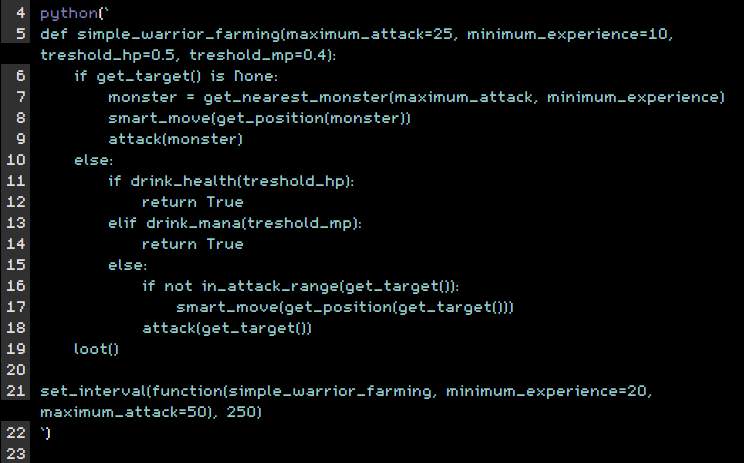 4 python(`
5 def simple_warrior_farming(maximum_attack=25, minimum_experience=10,
treshold_hp=0.5, treshold_mp=0.4):
6     if get_target() is None:
7         monster = get_nearest_monster(maximum_attack, minimum_experience)
8         smart_move(get_position(monster))
9         attack(monster)
10     else:
11         if drink_health(treshold_hp):
12             return True
13         elif drink_mana(treshold_mp):
14             return True
15         else:
16             if not in_attack_range(get_target()):
17                 smart_move(get_position(get_target()))
18             attack(get_target())
19     loot()
20
21 set_interval(function(simple_warrior_farming, minimum_experience=20,
maximum_attack=50), 250)
22 `)
23